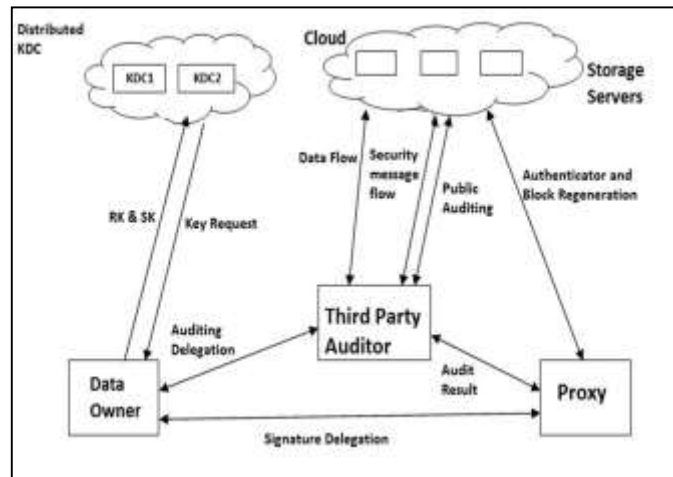 Distributed
KDC
KDC1
KDC2
Cloud
Storage
Servers
Data Flow
Security
message
flow
Public
Auditing
Authenticator and
Block Regeneration
RK & SK
Key Request
Auditing
Delegation
Third Party
Auditor
Audit
Result
Data
Owner
Proxy
Signature Delegation